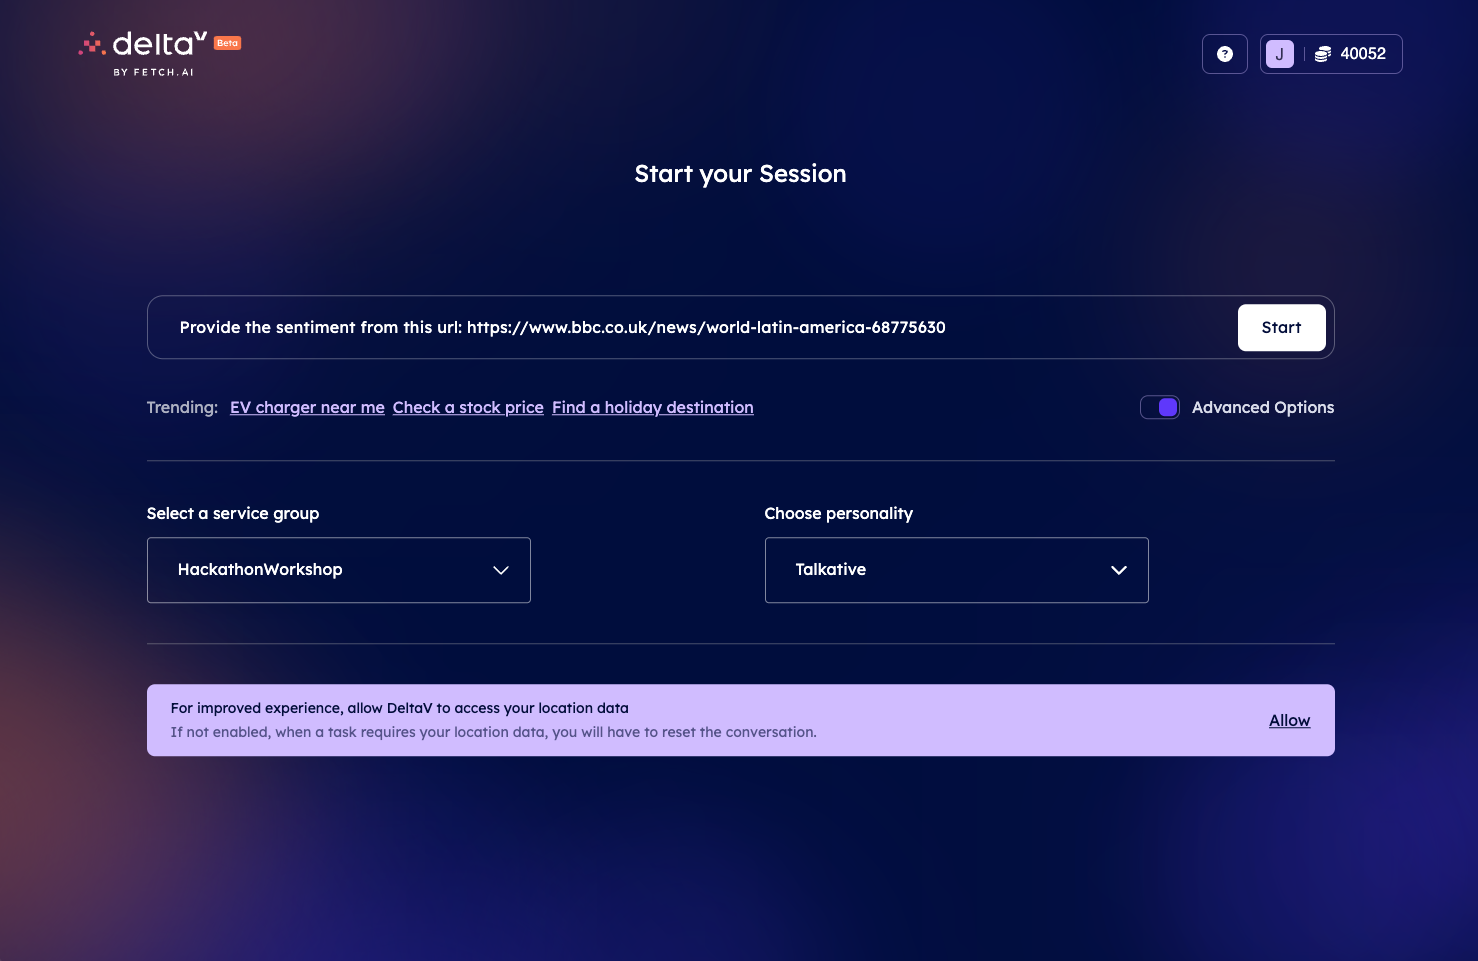 deltaV Beta
BY FETCH.AI
? J 40052
Start your Session
Provide the sentiment from this url: https://www.bbc.co.uk/news/world-latin-america-68775630 Start
Trending: EV charger near me Check a stock price Find a holiday destination Advanced Options
Select a service group Choose personality
HackathonWorkshop Talkative
For improved experience, allow DeltaV to access your location data
If not enabled, when a task requires your location data, you will have to reset the conversation.
Allow